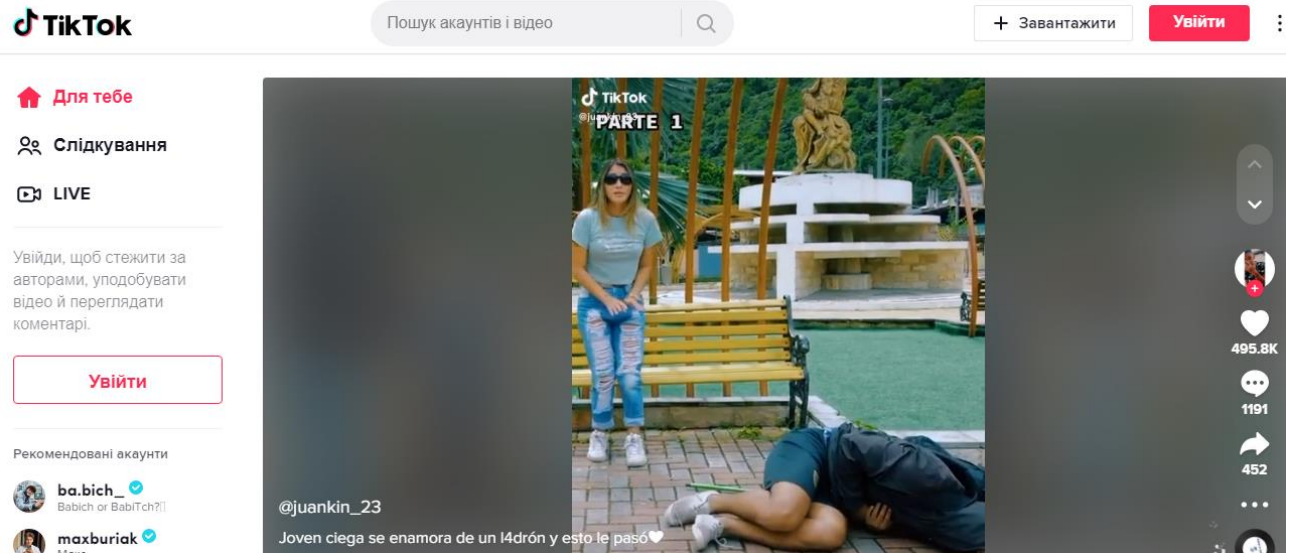 TikTok
Пошук акаунтів і відео
Завантажити
Увійти
Для тебе
Слідкування
LIVE
Увійди, щоб стежити за
авторами, уподобувати
відео й переглядати
коментарі.
Увійти
Рекомендовані акаунти
ba.bich_
Babich or BabiTch?
maxburiak
TikTok
@juankin_23
PARTE 1
495.8K
1191
452
@juankin_23
Joven ciega se enamora de un l4drón y esto le pasó🤍